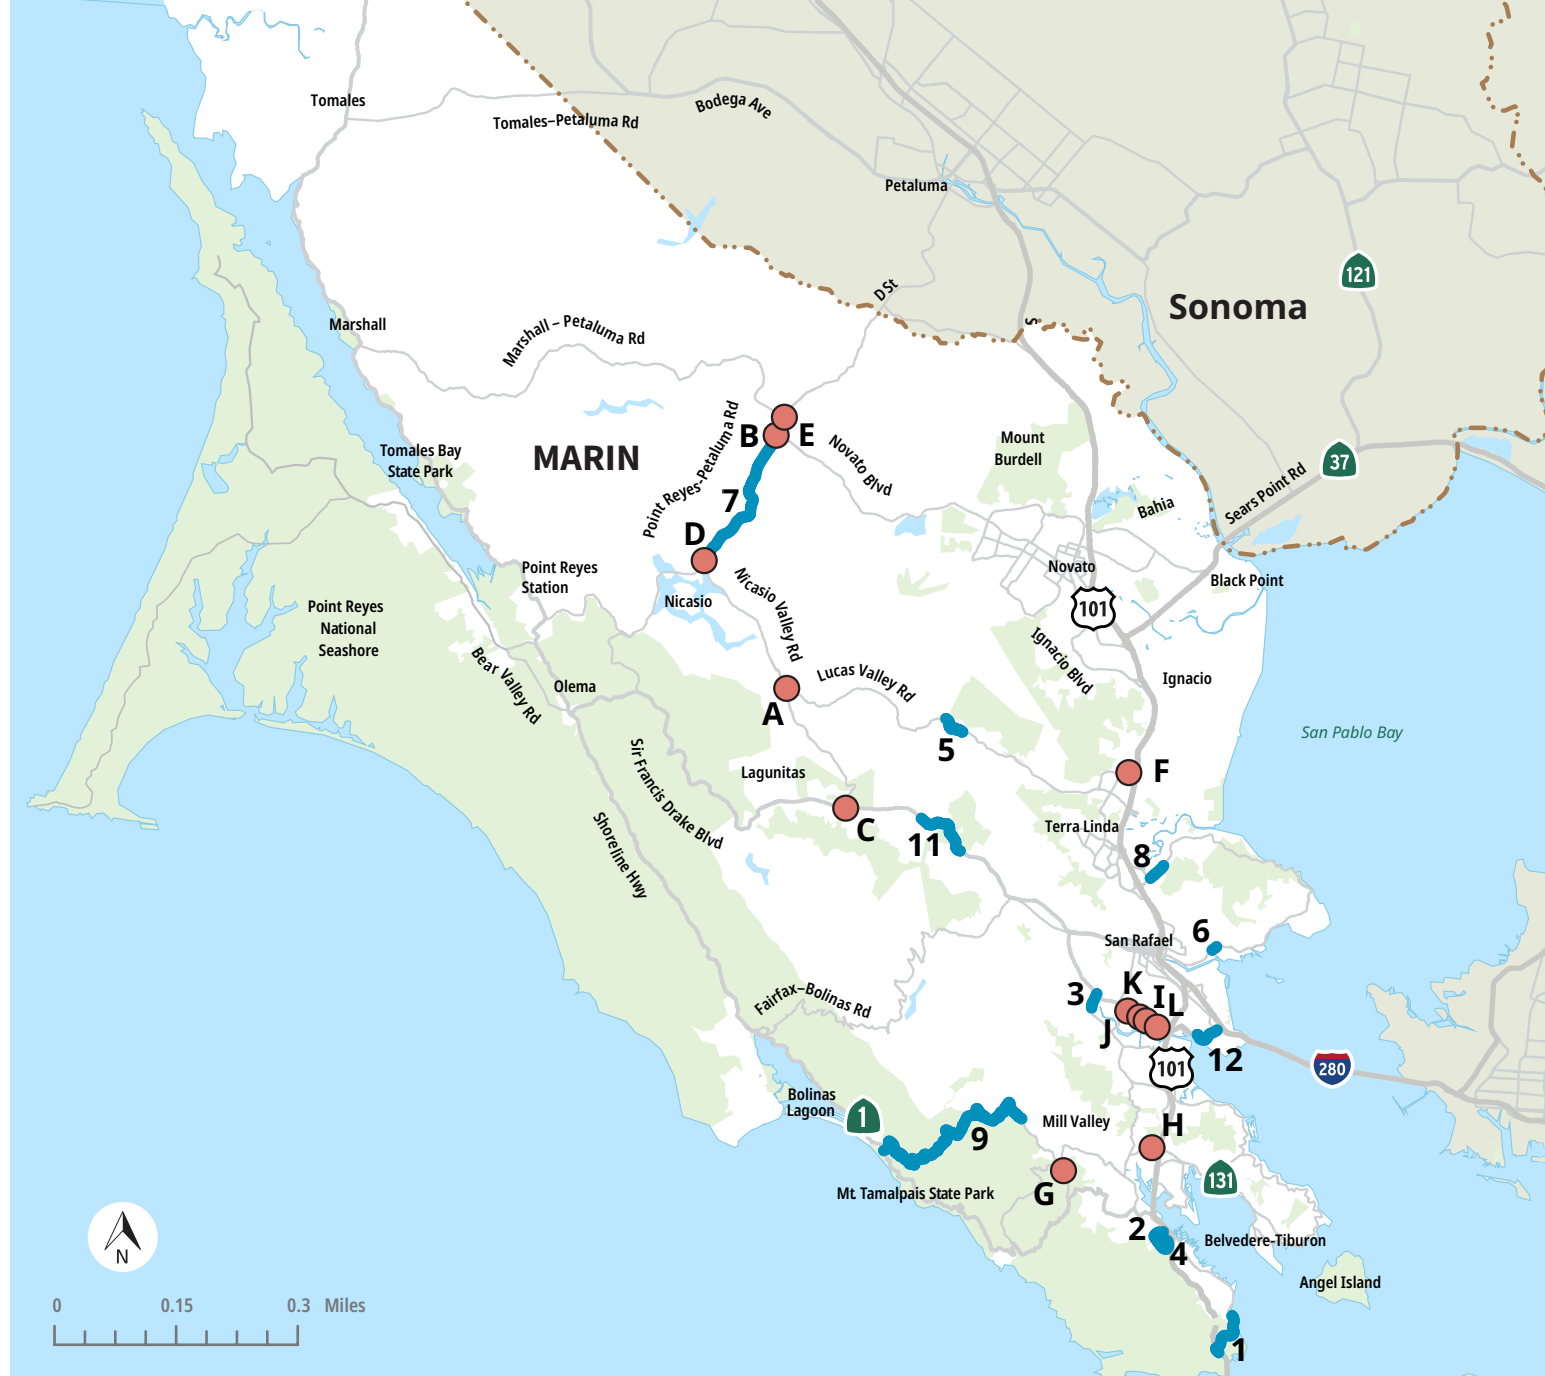 Tomales
Tomales–Petaluma Rd
Bodega Ave
Petaluma
121
Sonoma
D St
S
Marshall
Marshall – Petaluma Rd
Point Reyes-Petaluma Rd
B
E
Novato Blvd
Mount
Burdell
37
Sears Point Rd
Tomales Bay
State Park
MARIN
7
Bahia
D
Point Reyes
Station
Nicasio
Nicasio Valley Rd
Novato
101
Black Point
Point Reyes
National
Seashore
Bear Valley Rd
Olema
Ignacio Blvd
Ignacio
Lucas Valley Rd
A
5
San Pablo Bay
Sir Francis Drake Blvd
Lagunitas
F
C
11
Terra Linda
8
Shoreline Hwy
6
San Rafael
Fairfax–Bolinas Rd
3
K
I
L
J
12
101
280
Bolinas
Lagoon
1
9
Mill Valley
H
G
131
Mt. Tamalpais State Park
2
4
Belvedere-Tiburon
Angel Island
1
N
0
0.15
0.3 Miles